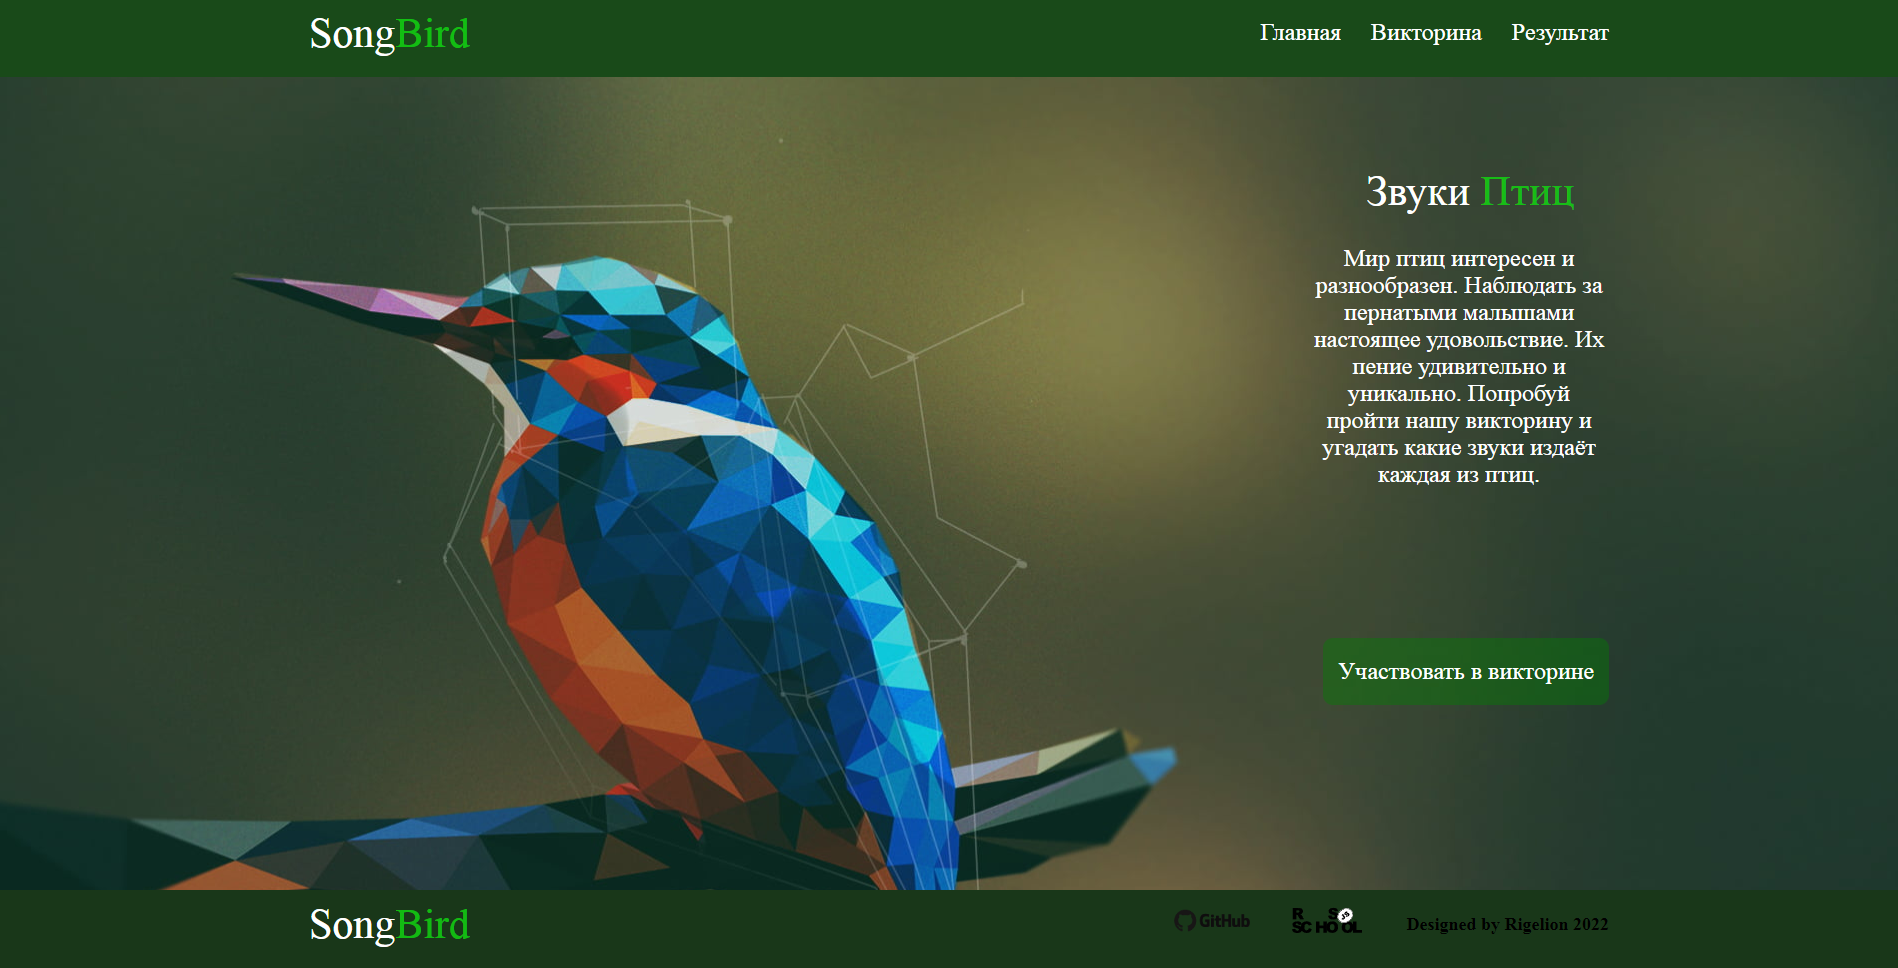 SongBird
Главная Викторина Результат
Звуки Птиц
Мир птиц интересен и
разнообразен. Наблюдать за
пернатыми малышами
настоящее удовольствие. Их
пение удивительно и
уникально. Попробуй
пройти нашу викторину и
угадать какие звуки издаёт
каждая из птиц.
Участвовать в викторине
SongBird
GitHub
RS JS
SCHOOL
Designed by Rigelion 2022